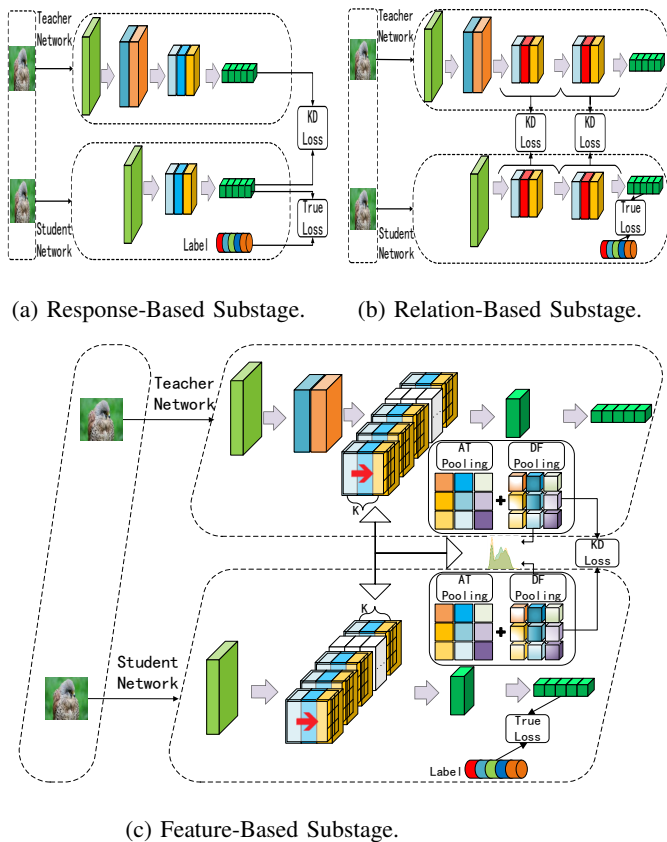 Teacher
Network
KD
Loss
Student
Network
Label
True
Loss
(a) Response-Based Substage.
Teacher
Network
KD
Loss
KD
Loss
Student
Network
True
Loss
Label
(b) Relation-Based Substage.
Teacher
Network
K
AT
Pooling
DF
Pooling
+
KD
Loss
K
AT
Pooling
DF
Pooling
+
Student
Network
True
Loss
Label
(c) Feature-Based Substage.